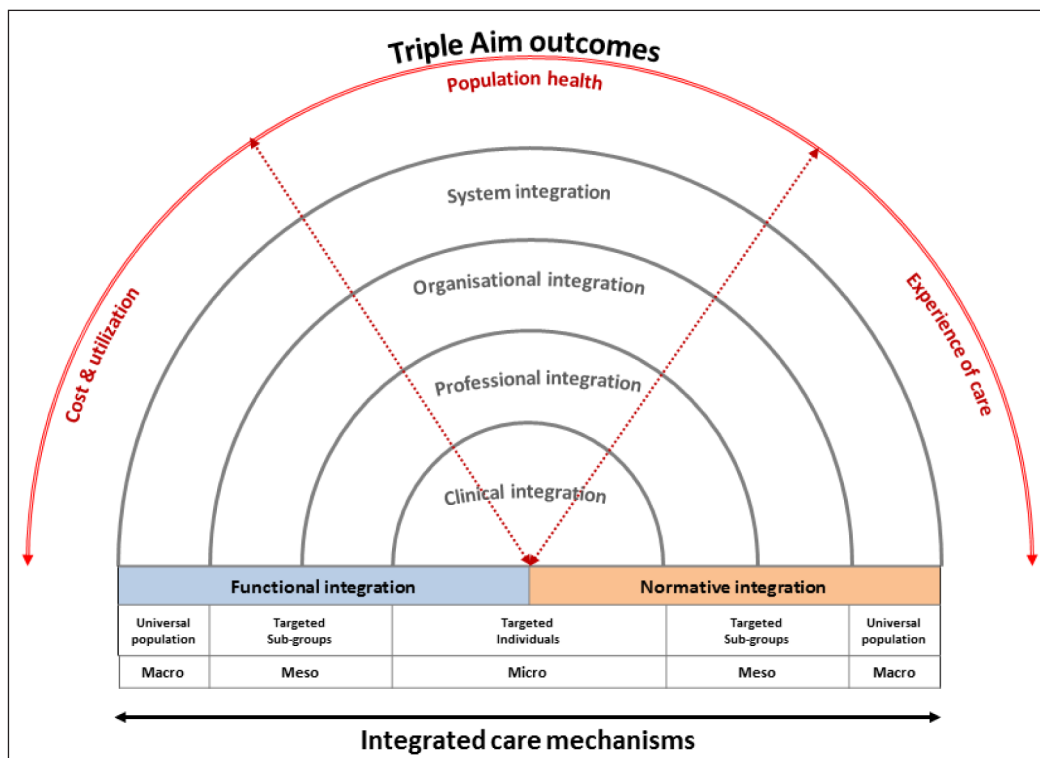 Triple Aim outcomes
Population health
Cost & utilization
Experience of care
System integration
Organisational integration
Professional integration
Clinical integration
Functional integration
Normative integration
Universal
population
Targeted
Sub-groups
Targeted
Individuals
Targeted
Sub-groups
Universal
population
Macro
Meso
Micro
Meso
Macro
Integrated care mechanisms